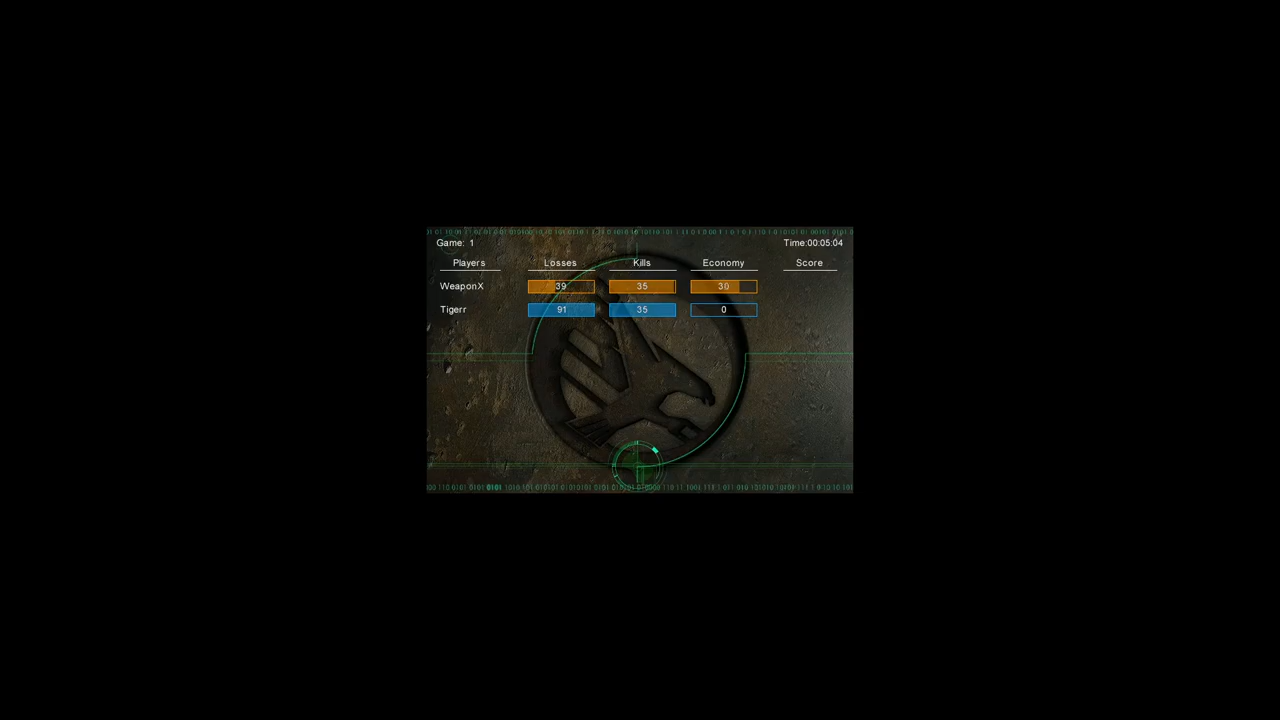 Game: 1 Time:00:05:04
Players Losses Kills Economy Score
WeaponX 39 35 30
Tigerr 91 35 0